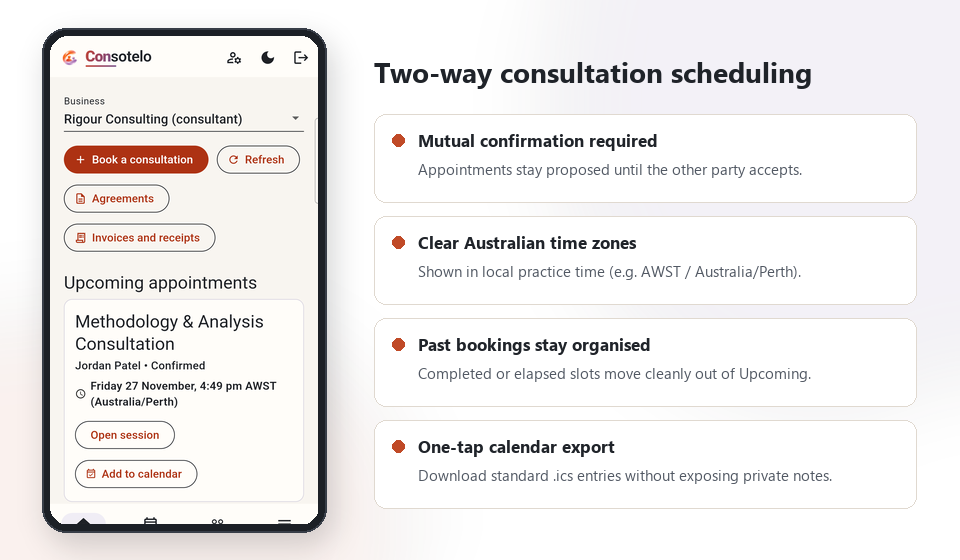 Consotelo
Business
Rigour Consulting (consultant)
Book a consultation
Refresh
Agreements
Invoices and receipts
Upcoming appointments
Methodology & Analysis
Consultation
Jordan Patel • Confirmed
Friday 27 November, 4:49 pm AWST
(Australia/Perth)
Open session
Add to calendar
Two-way consultation scheduling
Mutual confirmation required
Appointments stay proposed until the other party accepts.
Clear Australian time zones
Shown in local practice time (e.g. AWST / Australia/Perth).
Past bookings stay organised
Completed or elapsed slots move cleanly out of Upcoming.
One-tap calendar export
Download standard .ics entries without exposing private notes.